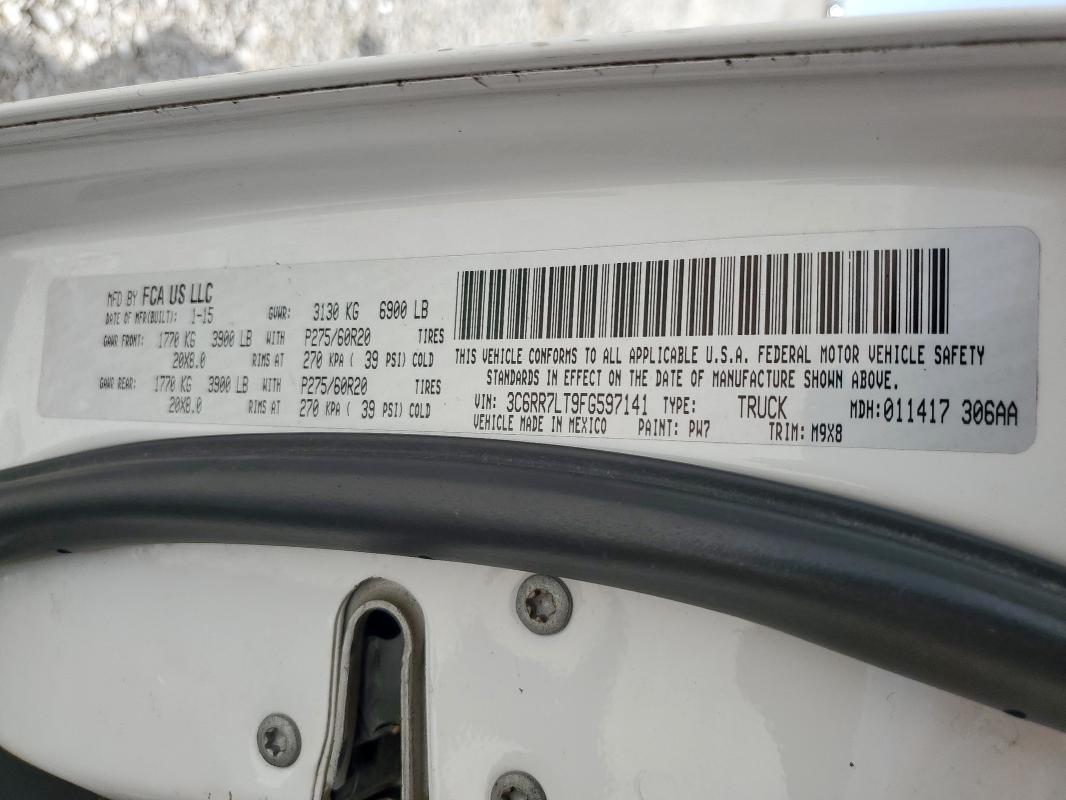 MFD BY FCA US LLC
DATE OF MFR(BUILT): 1-15 GVWR: 3130 KG 6900 LB
GAWR FRONT: 1770 KG 3900 LB WITH P275/60R20 TIRES
20X8.0 RIMS AT 270 KPA ( 39 PSI) COLD
GAWR REAR: 1770 KG 3900 LB WITH P275/60R20 TIRES
20X8.0 RIMS AT 270 KPA ( 39 PSI) COLD
THIS VEHICLE CONFORMS TO ALL APPLICABLE U.S.A. FEDERAL MOTOR VEHICLE SAFETY
STANDARDS IN EFFECT ON THE DATE OF MANUFACTURE SHOWN ABOVE.
VIN: 3C6RR7LT9FG597141 TYPE: TRUCK MDH:011417 306AA
VEHICLE MADE IN MEXICO PAINT: PW7 TRIM: M9X8